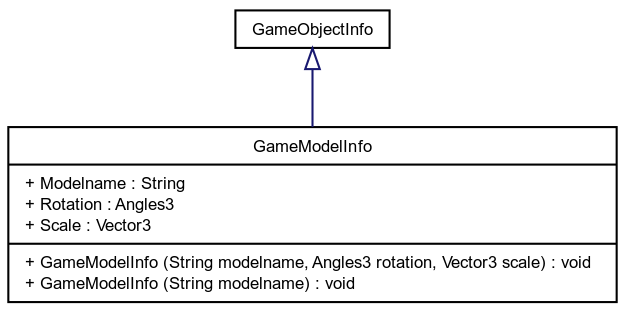 GameObjectInfo
GameModelInfo
+ Modelname : String
+ Rotation : Angles3
+ Scale : Vector3
+ GameModelInfo (String modelname, Angles3 rotation, Vector3 scale) : void
+ GameModelInfo (String modelname) : void